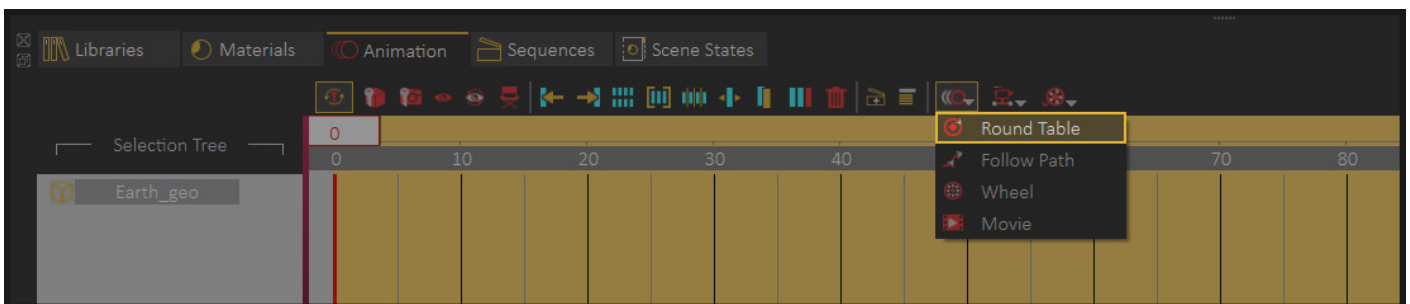 Libraries Materials Animation Sequences Scene States
0 Round Table
Selection Tree
0 10 20 30 40 70 80
Follow Path
Earth_geo
Wheel
Movie